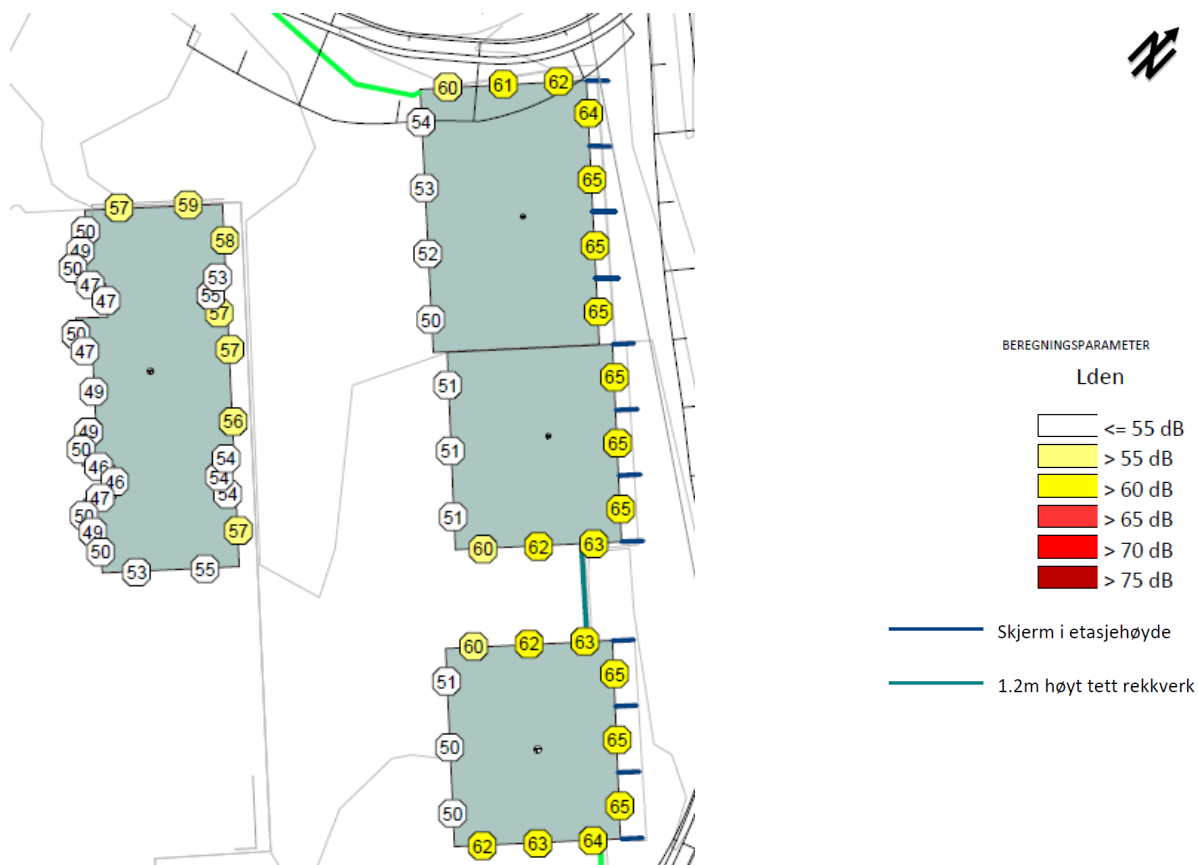 60 61 62
54 64
53 65
52 65
50 65
57 59
50 58
49
50 53
47 55
47 57
50
47 57
49
49 56
50 54
46
46 54
47 54
50
49 57
50
53 55
51 65
51 65
51 65
60 62 63
60 62 63
51 65
50 65
50 65
62 63 64
N
BEREGNINGSPARAMETER
Lden
<= 55 dB
> 55 dB
> 60 dB
> 65 dB
> 70 dB
> 75 dB
Skjerm i etasjehøyde
1.2m høyt tett rekkverk